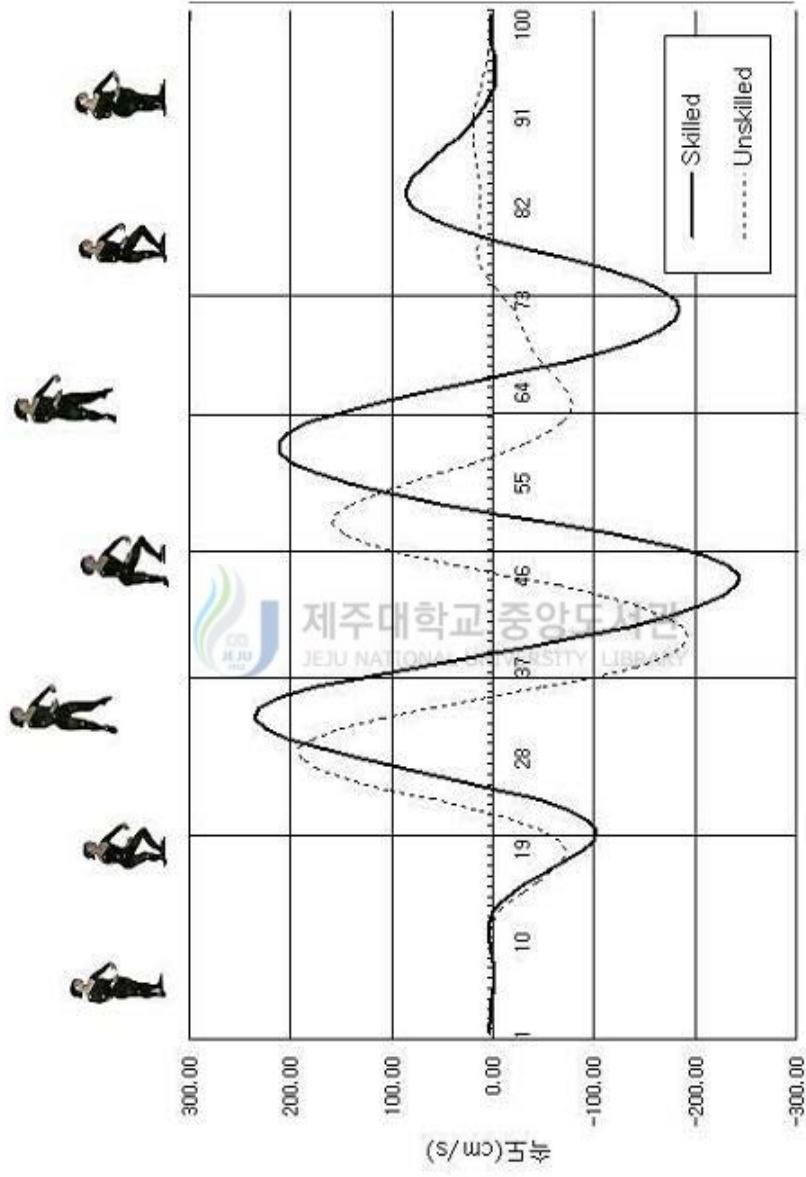 300.00
200.00
100.00
0.00
-100.00
-200.00
-300.00
속도(cm/s)
1 10 19 28 37 46 55 64 73 82 91 100
Skilled
Unskilled
JEJU
1952
제주대학교 중앙도서관
JEJU NATIONAL UNIVERSITY LIBRARY